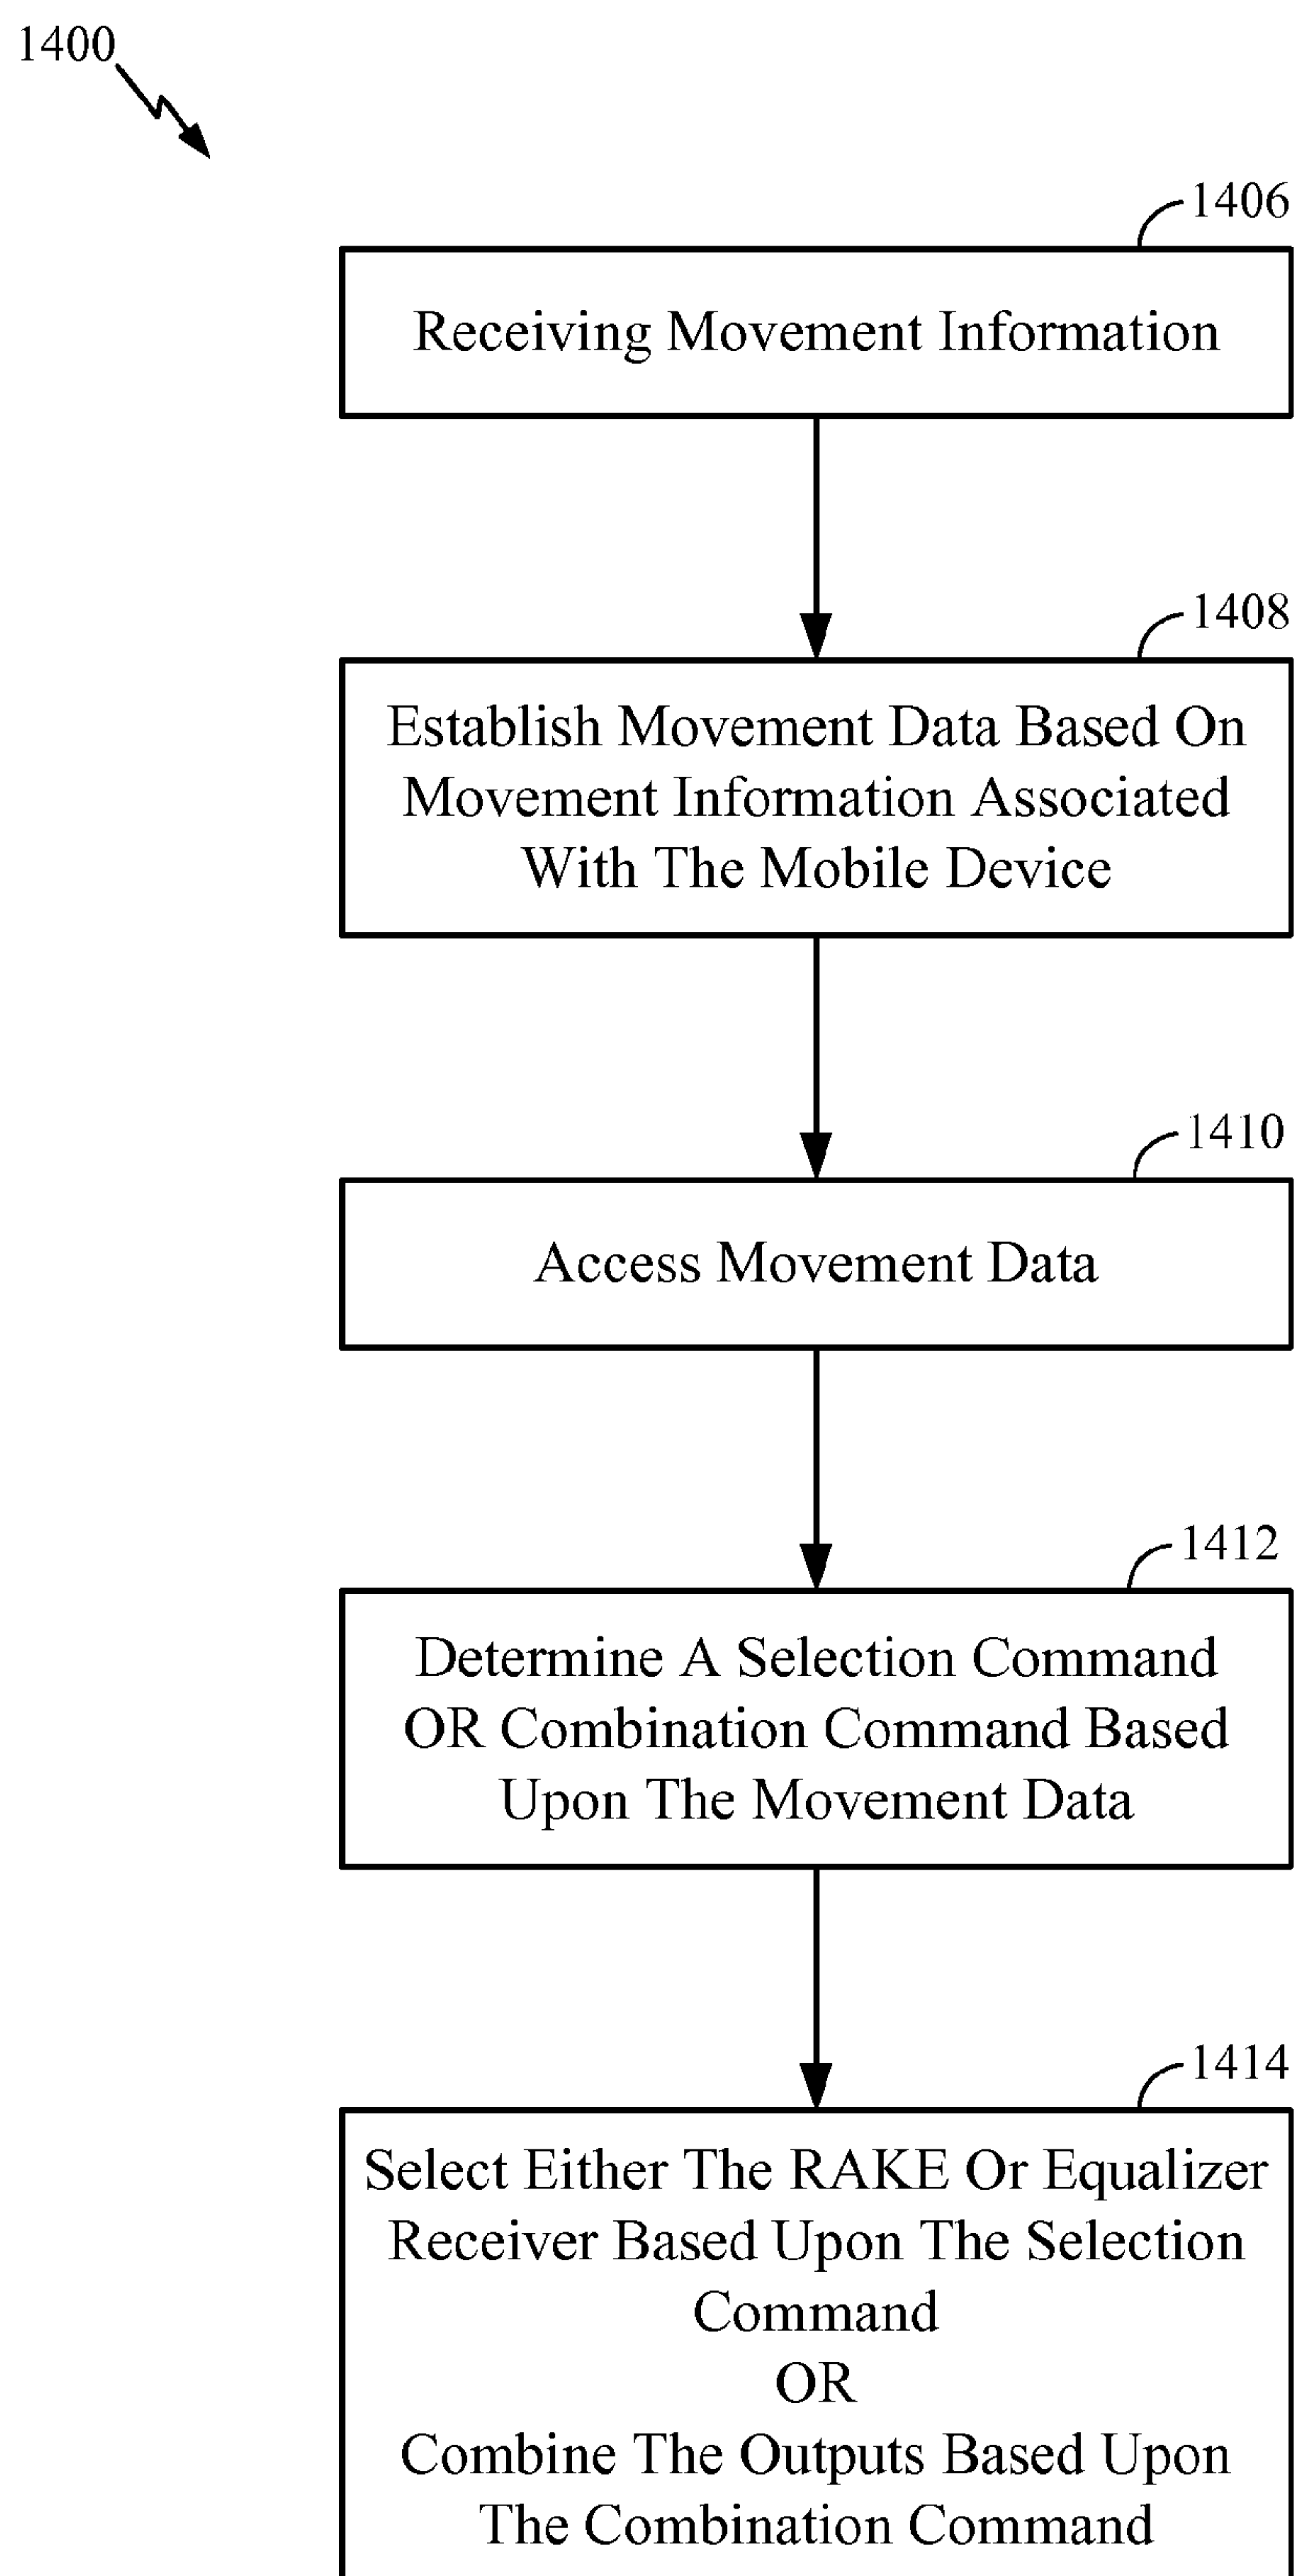 1400
1406
Receiving Movement Information
1408
Establish Movement Data Based On
Movement Information Associated
With The Mobile Device
1410
Access Movement Data
1412
Determine A Selection Command
OR Combination Command Based
Upon The Movement Data
1414
Select Either The RAKE Or Equalizer
Receiver Based Upon The Selection
Command
OR
Combine The Outputs Based Upon
The Combination Command